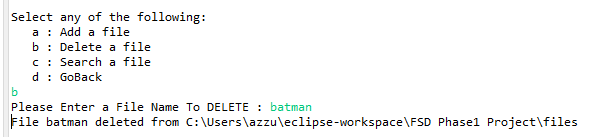 Select any of the following:
a : Add a file
b : Delete a file
c : Search a file
d : GoBack
b
Please Enter a File Name To DELETE : batman
File batman deleted from C:\Users\azzu\eclipse-workspace\FSD Phase1 Project\files